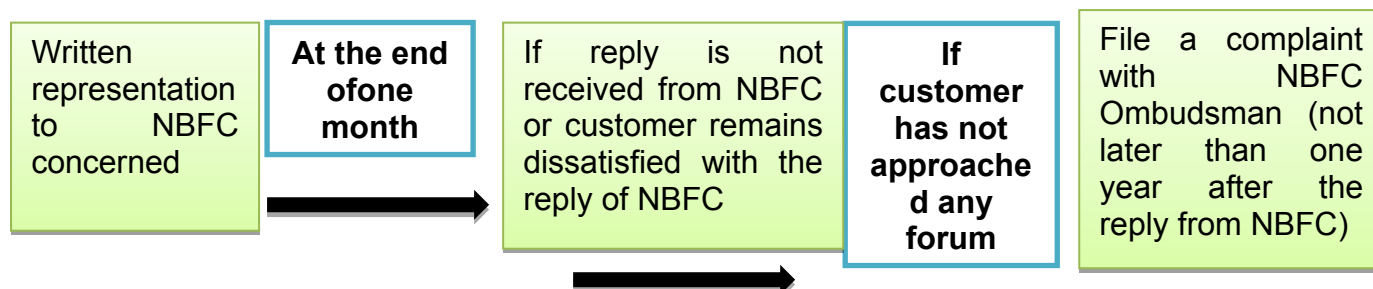 Written
representation
to NBFC
concerned
At the end
ofone
month
If reply is not
received from NBFC
or customer remains
dissatisfied with the
reply of NBFC
If
customer
has not
approache
d any
forum
File a complaint
with NBFC
Ombudsman (not
later than one
year after the
reply from NBFC)